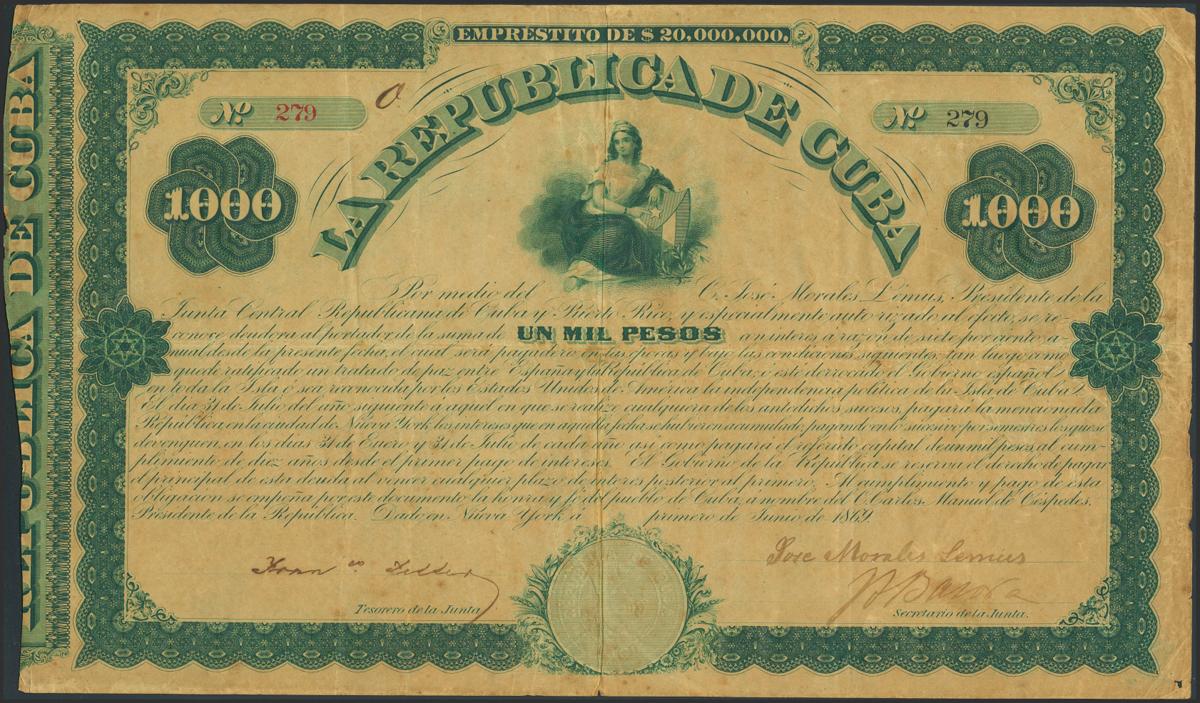 REPUBLICA DE CUBA
EMPRÉSTITO DE $ 20,000,000.
Nº 279
Nº 279
LA REPUBLICA DE CUBA
1000
1000
Por medio del C. José Morales Lemus, Presidente de la
Junta Central Republicana de Cuba y Puerto Rico, y especialmente autorizado al efecto, se re-
conoce deudora al portador de la suma de UN MIL PESOS con interes á razón de siete por ciento a-
nual desde la presente fecha, el cual será pagadero en las épocas y bajo las condiciones siguientes: tan luego como
quede ratificado un tratado de paz entre España y la República de Cuba, ó esté derrocado el Gobierno español
en toda la Isla ó sea reconocida por los Estados Unidos de América la independencia politica de la Isla de Cuba
El dia 31 de Julio del año siguiente á aquel en que se realize cualquiera de los antedichos sucesos, pagará la mencionada
República en la ciudad de Nueva York los intereses que en aquella fecha se hubieren acumulado, pagando en lo sucesivo por semestres los que se
devenguen, en los dias 31 de Enero y 31 de Julio de cada año asi como pagará el referido capital de un mil pesos, al cum-
plimiento de diez años desde el primer pago de intereses. El Gobierno de la República se reserva el derecho de pagar
el principal de esta deuda al vencer cualquier plazo de interes posterior al primero. Al cumplimiento y pago de esta
obligacion se empeña por este documento la honra y fé del pueblo de Cuba, a nombre del C. Carlos Manuel de Céspedes,
Presidente de la República. Dado en Nueva York á primero de Junio de 1869.
Jose Morales Lemus
Tesorero de la Junta
Secretario de la Junta.